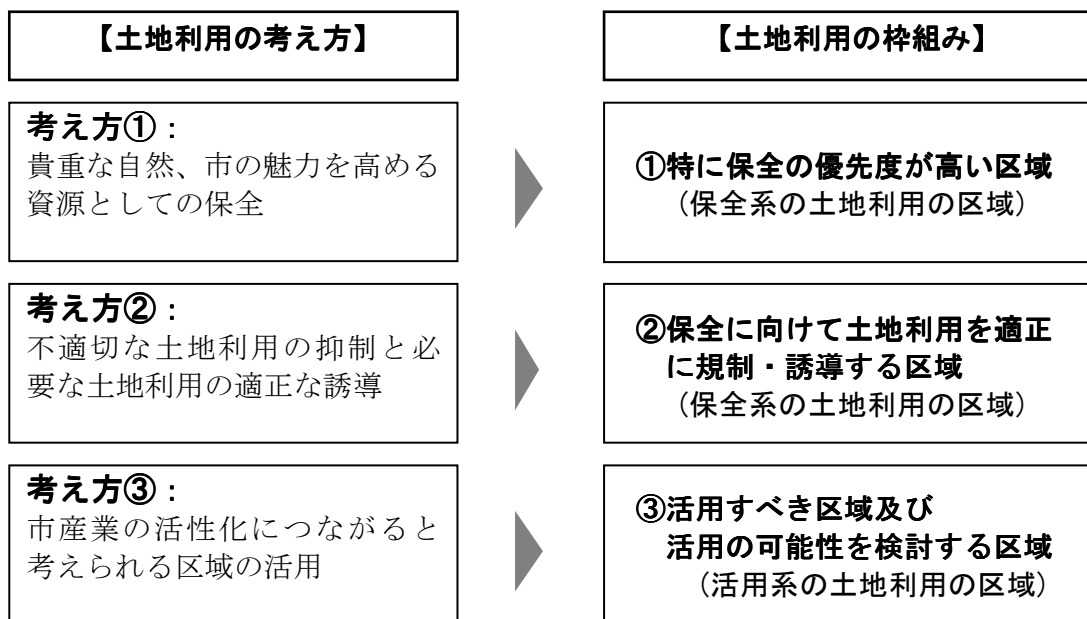 【土地利用の考え方】
【土地利用の枠組み】
考え方①：
貴重な自然、市の魅力を高める
資源としての保全
①特に保全の優先度が高い区域
（保全系の土地利用の区域）
考え方②：
不適切な土地利用の抑制と必
要な土地利用の適正な誘導
②保全に向けて土地利用を適正
に規制・誘導する区域
（保全系の土地利用の区域）
考え方③：
市産業の活性化につながると
考えられる区域の活用
③活用すべき区域及び
活用の可能性を検討する区域
（活用系の土地利用の区域）